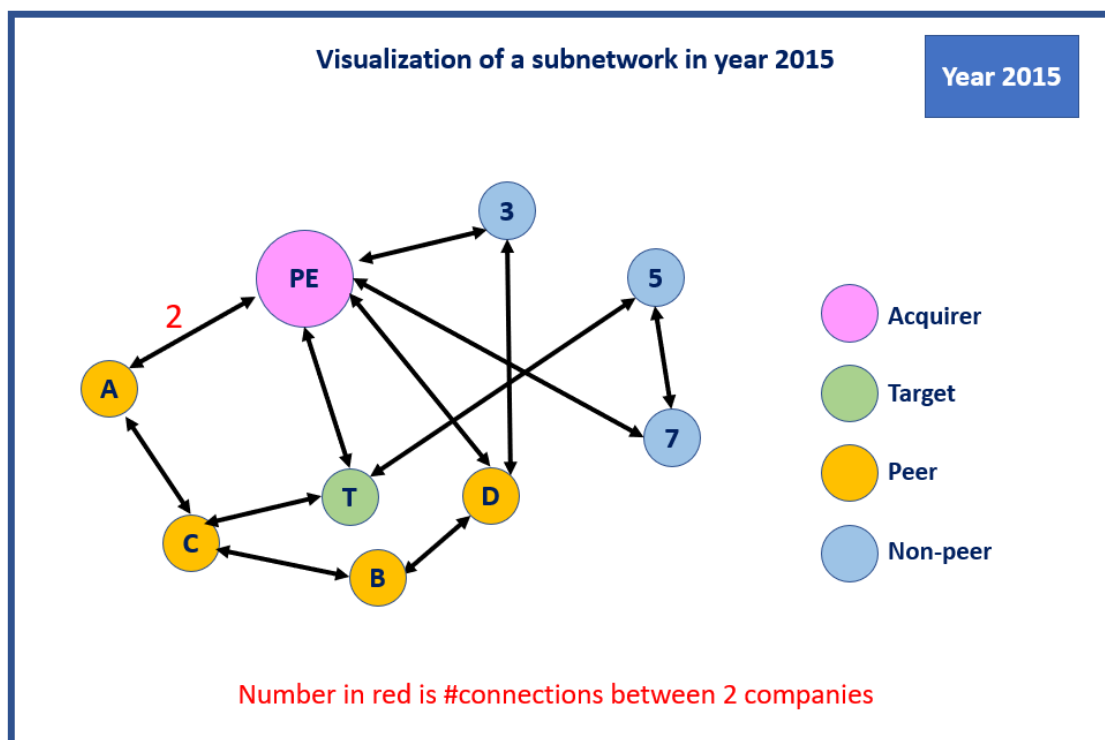 Visualization of a subnetwork in year 2015
Year 2015
3
PE
5
2
Acquirer
A
Target
7
Peer
T
D
C
Non-peer
B
Number in red is #connections between 2 companies